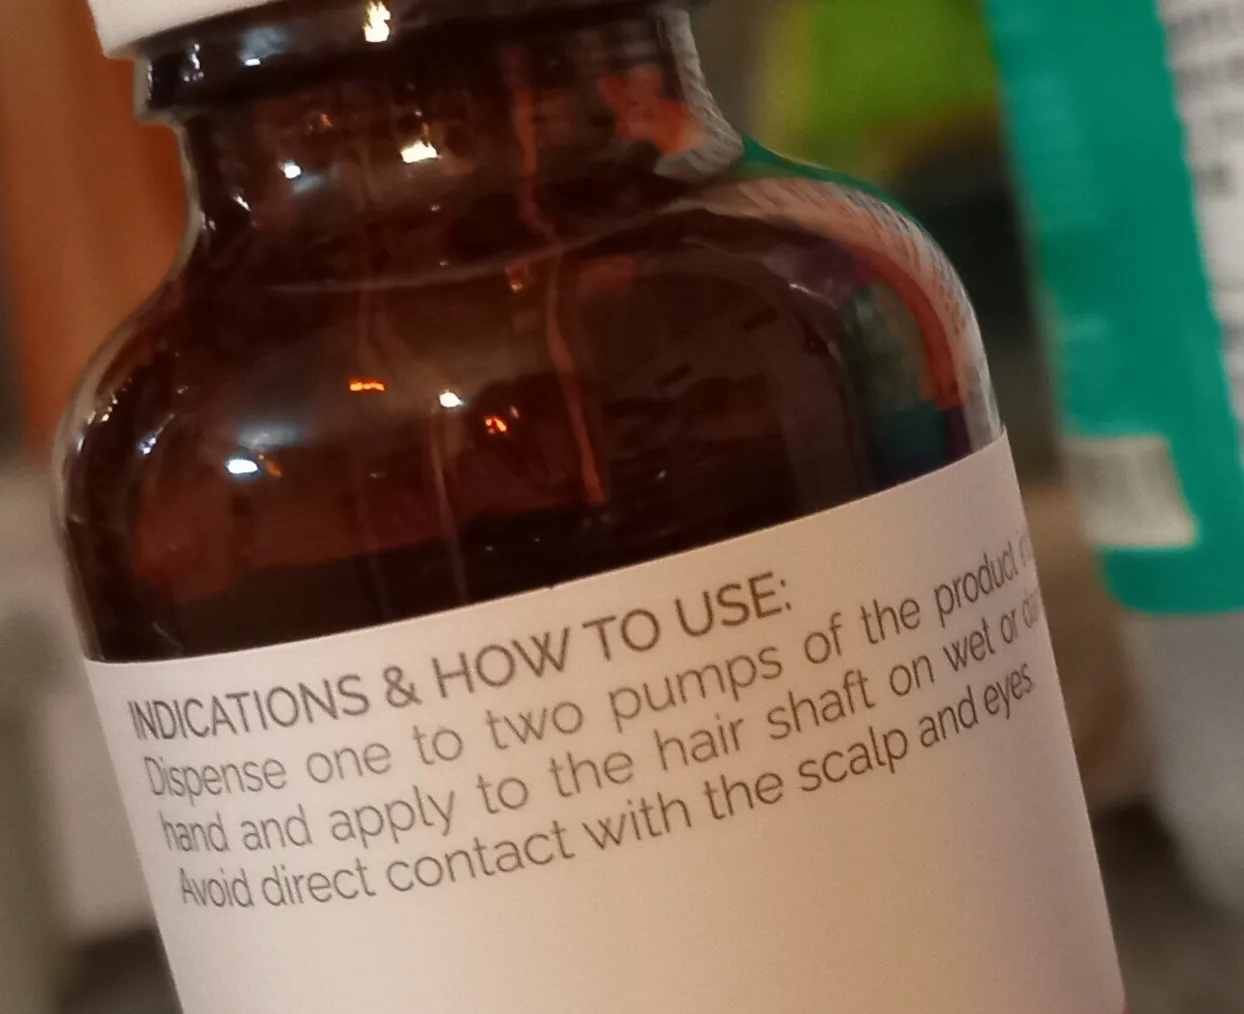 INDICATIONS & HOW TO USE:
Dispense one to two pumps of the product
hand and apply to the hair shaft on wet or
Avoid direct contact with the scalp and eyes.